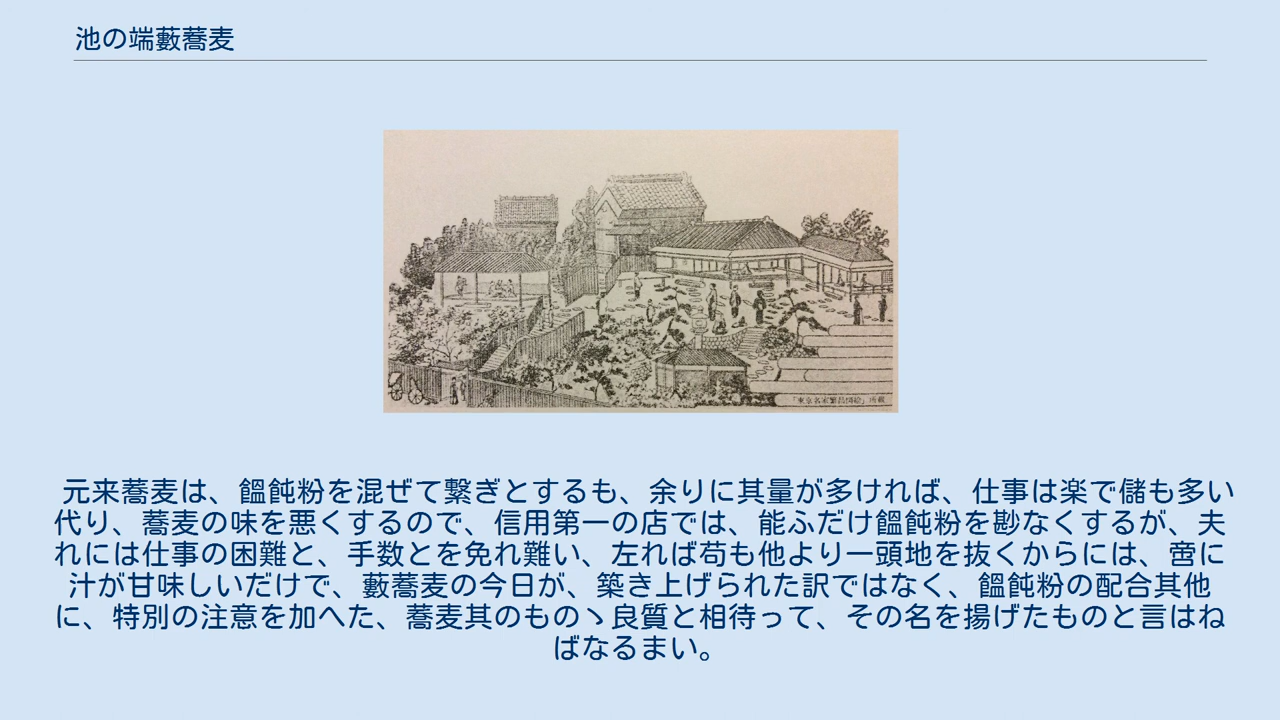 池の端藪蕎麦
「東京名家繁昌図絵」所載
元来蕎麦は、饂飩粉を混ぜて繋ぎとするも、余りに其量が多ければ、仕事は楽で儲も多い
代り、蕎麦の味を悪くするので、信用第一の店では、能ふだけ饂飩粉を尠なくするが、夫
れには仕事の困難と、手数とを免れ難い、左れば苟も他より一頭地を抜くからには、啻に
汁が甘味しいだけで、藪蕎麦の今日が、築き上げられた訳ではなく、饂飩粉の配合其他
に、特別の注意を加へた、蕎麦其のものゝ良質と相待って、その名を揚げたものと言はね
ばなるまい。